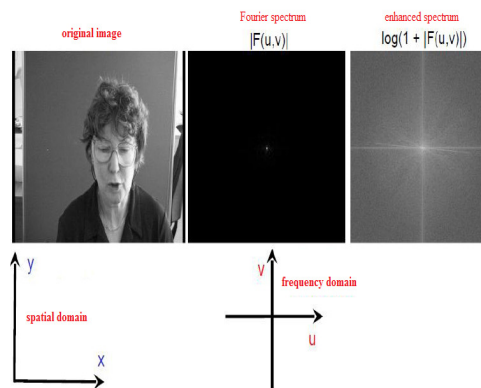 original image
Fourier spectrum
|F(u,v)|
enhanced spectrum
log(1 + |F(u,v)|)
y
spatial domain
x
v
frequency domain
u